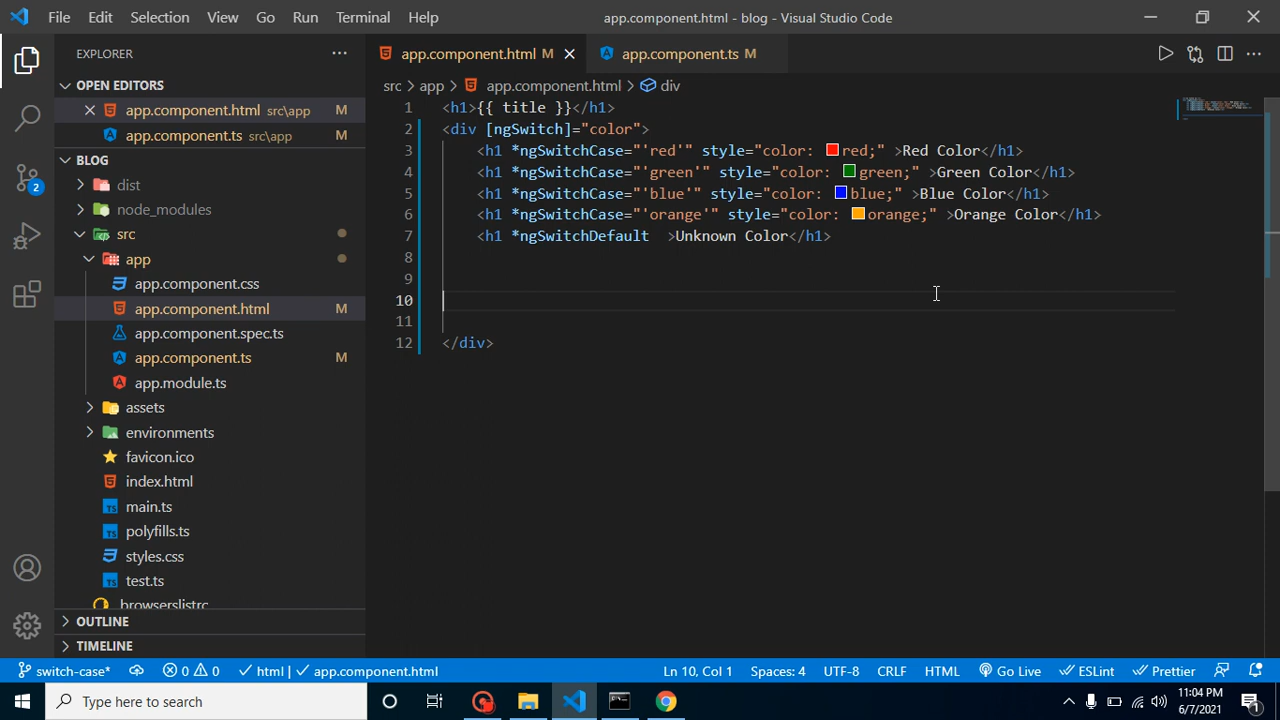 File Edit Selection View Go Run Terminal Help app.component.html - blog - Visual Studio Code
EXPLORER
OPEN EDITORS
app.component.html src\app M
app.component.ts src\app M
BLOG
dist
node_modules
src
app
app.component.css
app.component.html M
app.component.spec.ts
app.component.ts M
app.module.ts
assets
environments
favicon.ico
index.html
main.ts
polyfills.ts
styles.css
test.ts
.browserslistrc
OUTLINE
TIMELINE
app.component.html M app.component.ts M
src > app > app.component.html > div
1 <h1>{{ title }}</h1>
2 <div [ngSwitch]="color">
3 <h1 *ngSwitchCase="'red'" style="color: red;" >Red Color</h1>
4 <h1 *ngSwitchCase="'green'" style="color: green;" >Green Color</h1>
5 <h1 *ngSwitchCase="'blue'" style="color: blue;" >Blue Color</h1>
6 <h1 *ngSwitchCase="'orange'" style="color: orange;" >Orange Color</h1>
7 <h1 *ngSwitchDefault >Unknown Color</h1>
8
9
10
11
12 </div>
2
switch-case* 0 0 html | app.component.html Ln 10, Col 1 Spaces: 4 UTF-8 CRLF HTML Go Live ESLint Prettier
Type here to search
11:04 PM
6/7/2021
1